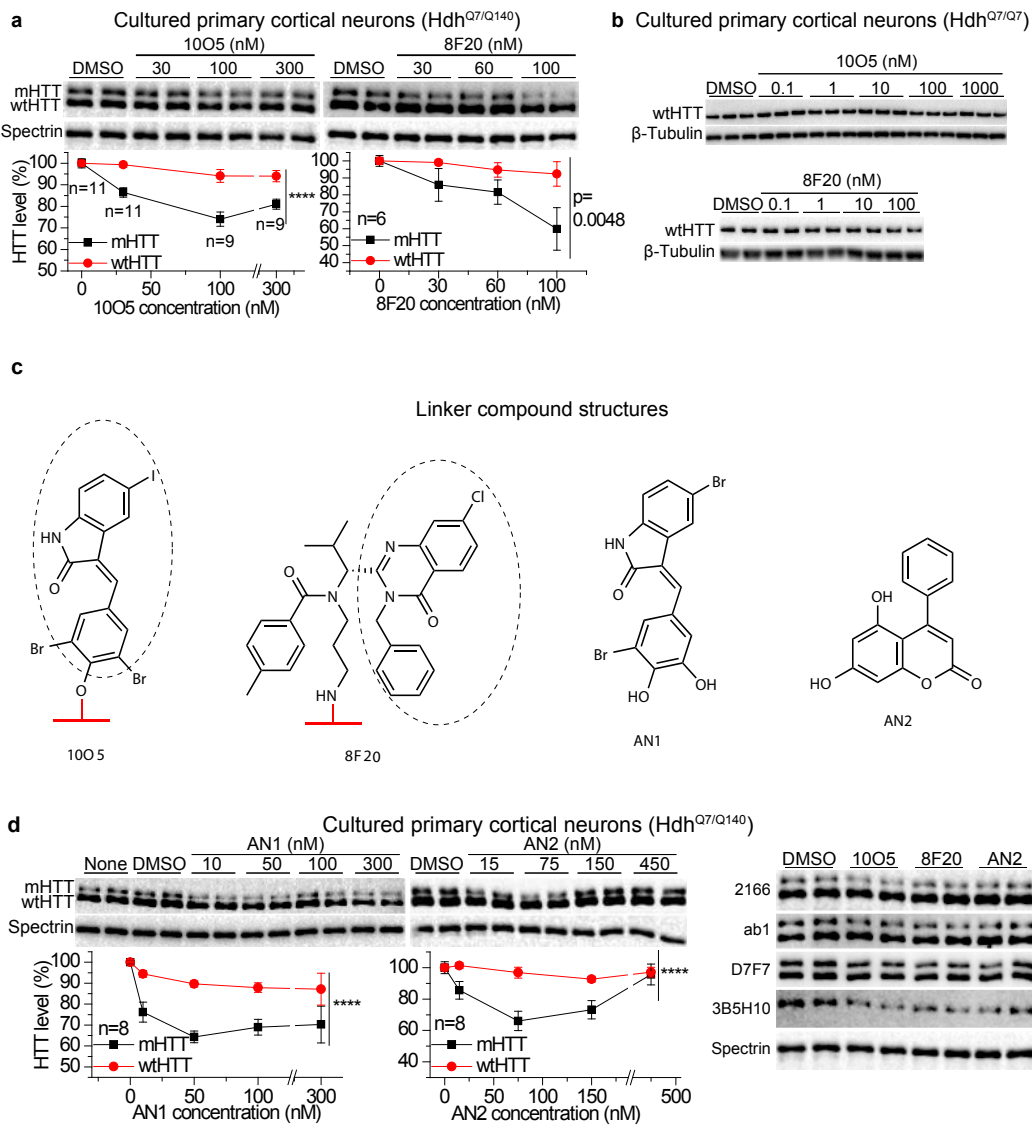 a
Cultured primary cortical neurons (Hdh^Q7/Q140)
10O5 (nM)
DMSO 30 100 300
mHTT
wtHTT
Spectrin
HTT level (%)
100
90
80
70
60
50
n=11
n=11
n=9
n=9
****
mHTT
wtHTT
0 50 100 300
10O5 concentration (nM)
8F20 (nM)
DMSO 30 60 100
100
90
80
70
60
50
40
n=6
p=
0.0048
mHTT
wtHTT
0 30 60 100
8F20 concentration (nM)
b
Cultured primary cortical neurons (Hdh^Q7/Q7)
10O5 (nM)
DMSO 0.1 1 10 100 1000
wtHTT
β-Tubulin
8F20 (nM)
DMSO 0.1 1 10 100
wtHTT
β-Tubulin
c
Linker compound structures
I
HN
O
Br
Br
O
10O5
Cl
N
O
N
N
O
HN
8F20
Br
HN
O
Br
HO
OH
AN1
OH
HO
O
O
AN2
d
Cultured primary cortical neurons (Hdh^Q7/Q140)
AN1 (nM)
None DMSO 10 50 100 300
mHTT
wtHTT
Spectrin
HTT level (%)
100
90
80
70
60
50
n=8
****
mHTT
wtHTT
0 50 100 300
AN1 concentration (nM)
AN2 (nM)
DMSO 15 75 150 450
100
80
60
40
n=8
****
mHTT
wtHTT
0 50 100 150 500
AN2 concentration (nM)
DMSO 10O5 8F20 AN2
2166
ab1
D7F7
3B5H10
Spectrin